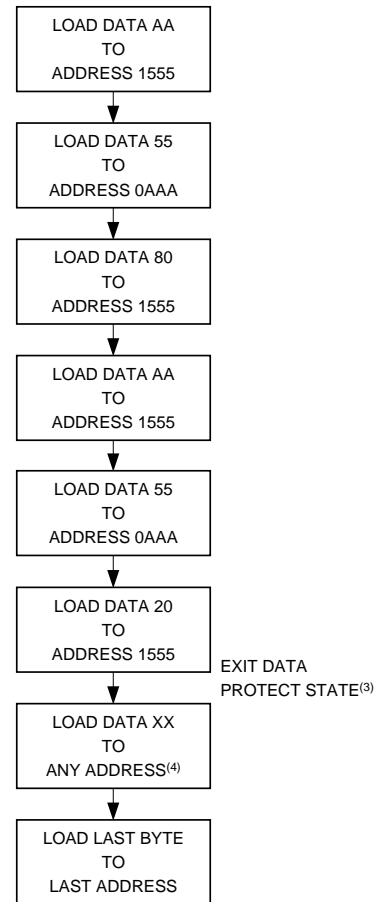 LOAD DATA AA
TO
ADDRESS 1555
LOAD DATA 55
TO
ADDRESS 0AAA
LOAD DATA 80
TO
ADDRESS 1555
LOAD DATA AA
TO
ADDRESS 1555
LOAD DATA 55
TO
ADDRESS 0AAA
LOAD DATA 20
TO
ADDRESS 1555
EXIT DATA
PROTECT STATE(3)
LOAD DATA XX
TO
ANY ADDRESS(4)
LOAD LAST BYTE
TO
LAST ADDRESS